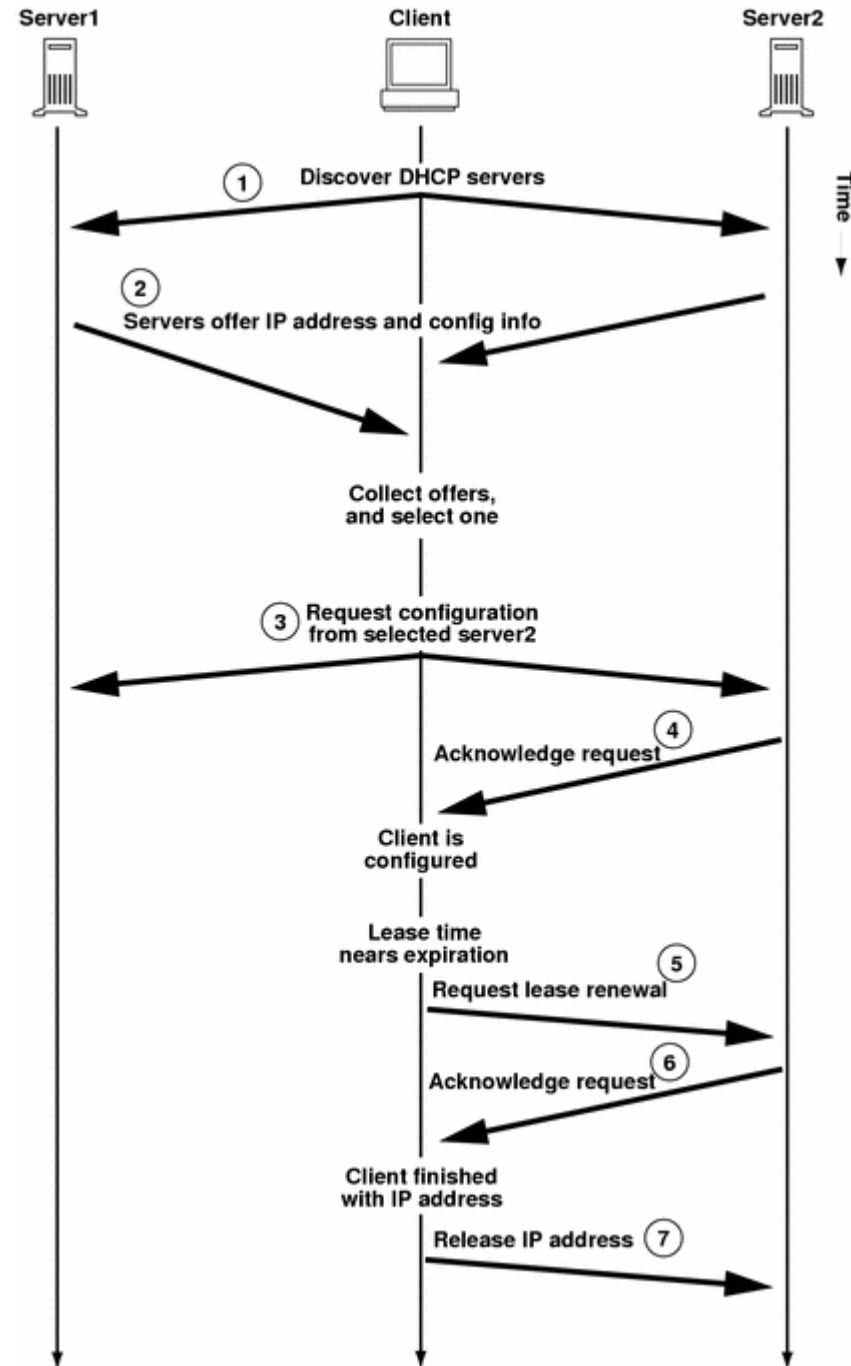 Server1
Client
Server2
Time
1
Discover DHCP servers
2
Servers offer IP address and config info
Collect offers,
and select one
3
Request configuration
from selected server2
4
Acknowledge request
Client is
configured
Lease time
nears expiration
5
Request lease renewal
6
Acknowledge request
Client finished
with IP address
Release IP address
7